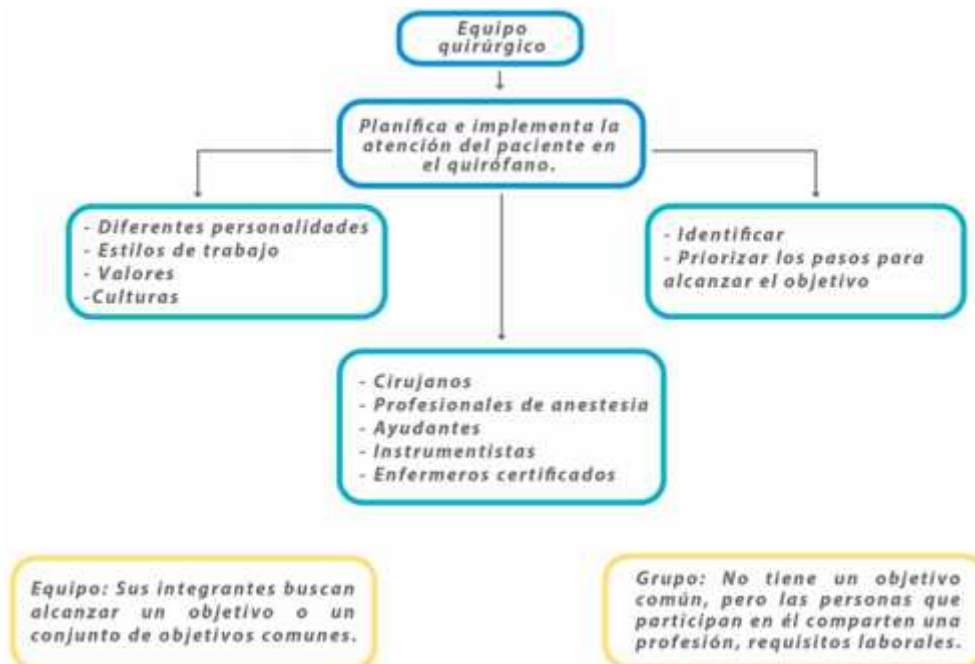 Equipo
quirúrgico
Planifica e implementa la
atención del paciente en
el quirófano.
- Diferentes personalidades
- Estilos de trabajo
- Valores
-Culturas
- Identificar
- Priorizar los pasos para
alcanzar el objetivo
- Cirujanos
- Profesionales de anestesia
- Ayudantes
- Instrumentistas
- Enfermeros certificados
Equipo: Sus integrantes buscan
alcanzar un objetivo o un
conjunto de objetivos comunes.
Grupo: No tiene un objetivo
común, pero las personas que
participan en él comparten una
profesión, requisitos laborales.